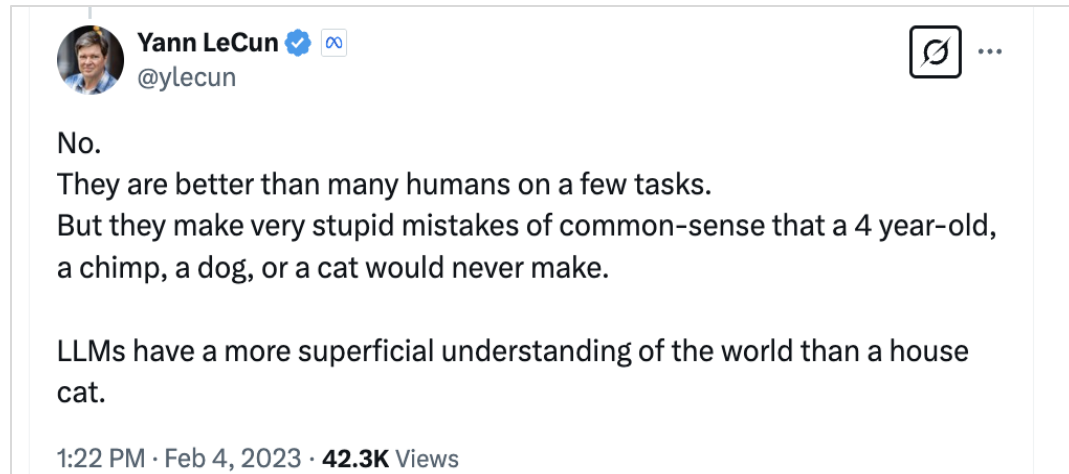 Yann LeCun
@ylecun
No.
They are better than many humans on a few tasks.
But they make very stupid mistakes of common-sense that a 4 year-old,
a chimp, a dog, or a cat would never make.
LLMs have a more superficial understanding of the world than a house
cat.
1:22 PM · Feb 4, 2023 · 42.3K Views